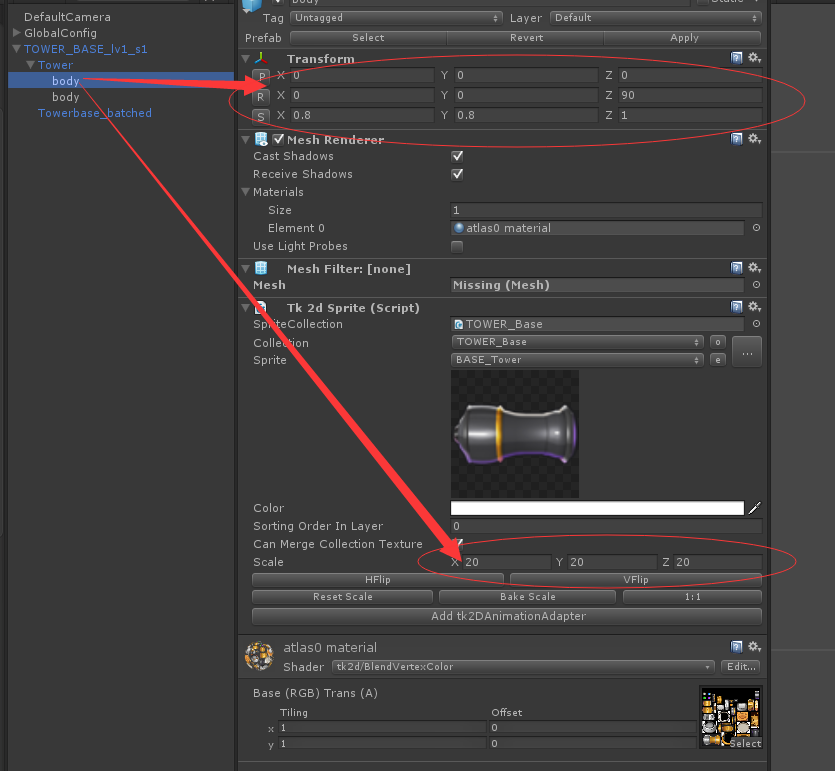 DefaultCamera
GlobalConfig
TOWER_BASE_lv1_s1
Tower
body
body
Towerbase_batched
Body
Static
Tag Untagged Layer Default
Prefab Select Revert Apply
Transform
P X 0 Y 0 Z 0
R X 0 Y 0 Z 90
S X 0.8 Y 0.8 Z 1
Mesh Renderer
Cast Shadows
Receive Shadows
Materials
Size 1
Element 0 atlas0 material
Use Light Probes
Mesh Filter: [none]
Mesh Missing (Mesh)
Tk 2d Sprite (Script)
SpriteCollection TOWER_Base
Collection TOWER_Base o ...
Sprite BASE_Tower e
Color
Sorting Order In Layer 0
Can Merge Collection Texture
Scale X 20 Y 20 Z 20
HFlip VFlip
Reset Scale Bake Scale 1:1
Add tk2DAnimationAdapter
atlas0 material
Shader tk2d/BlendVertexColor Edit...
Base (RGB) Trans (A)
Tiling Offset
x 1 0
y 1 0
Select